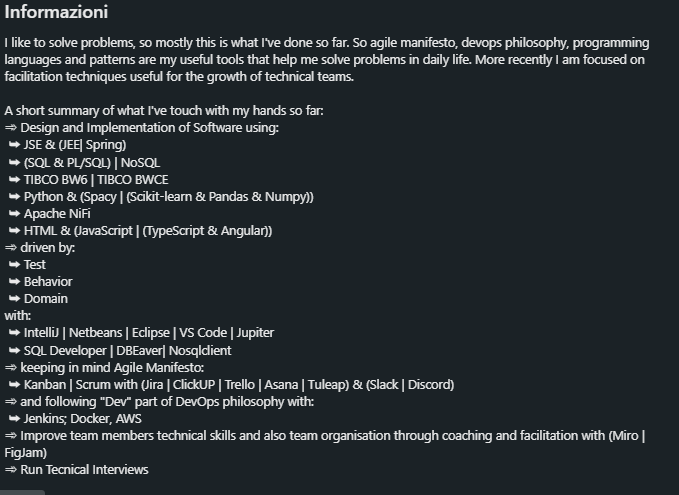 Informazioni
I like to solve problems, so mostly this is what I've done so far. So agile manifesto, devops philosophy, programming
languages and patterns are my useful tools that help me solve problems in daily life. More recently I am focused on
facilitation techniques useful for the growth of technical teams.
A short summary of what I've touch with my hands so far:
➾ Design and Implementation of Software using:
➥ JSE & (JEE| Spring)
➥ (SQL & PL/SQL) | NoSQL
➥ TIBCO BW6 | TIBCO BWCE
➥ Python & (Spacy | (Scikit-learn & Pandas & Numpy))
➥ Apache NiFi
➥ HTML & (JavaScript | (TypeScript & Angular))
➾ driven by:
➥ Test
➥ Behavior
➥ Domain
with:
➥ IntelliJ | Netbeans | Eclipse | VS Code | Jupiter
➥ SQL Developer | DBEaver| Nosqlclient
➾ keeping in mind Agile Manifesto:
➥ Kanban | Scrum with (Jira | ClickUP | Trello | Asana | Tuleap) & (Slack | Discord)
➾ and following "Dev" part of DevOps philosophy with:
➥ Jenkins; Docker, AWS
➾ Improve team members technical skills and also team organisation through coaching and facilitation with (Miro |
FigJam)
➾ Run Tecnical Interviews